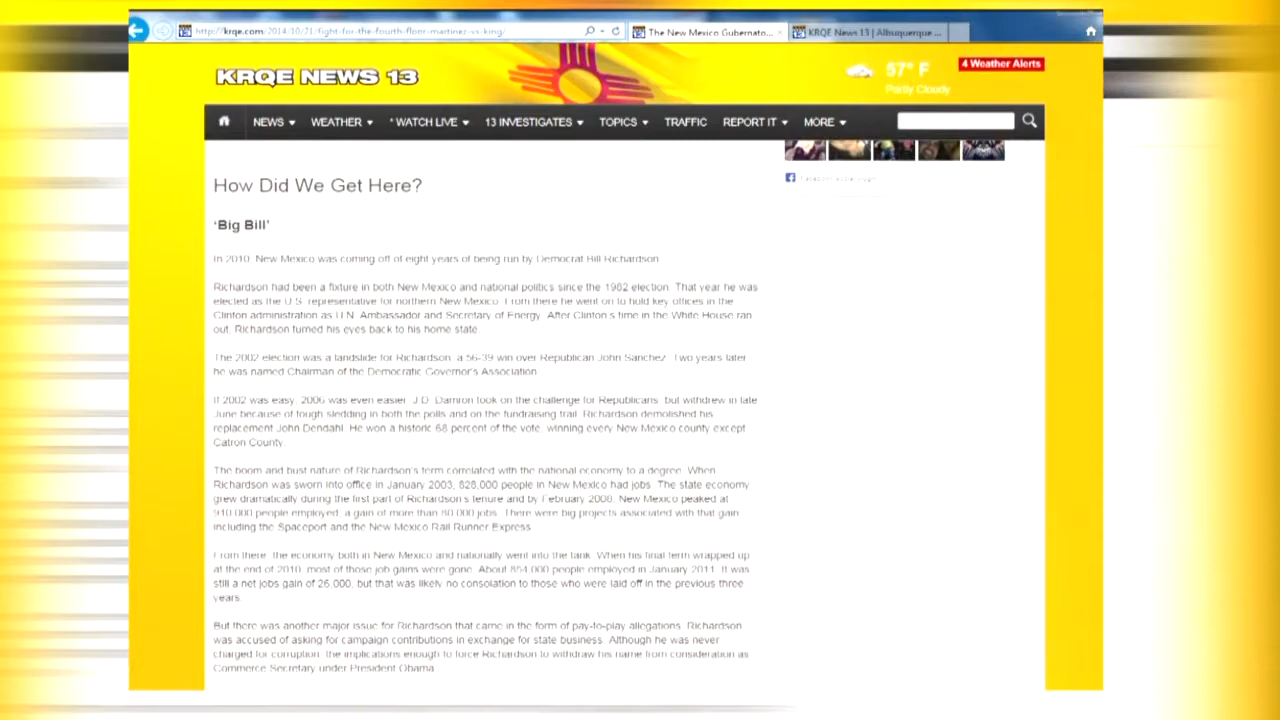 http://krqe.com/2014/10/21/fight-for-the-fourth-floor-martinez-vs-king/
The New Mexico Gubernato...
KRQE News 13 | Albuquerque ...
KRQE NEWS 13
57° F
Partly Cloudy
4 Weather Alerts
NEWS WEATHER * WATCH LIVE 13 INVESTIGATES TOPICS TRAFFIC REPORT IT MORE
How Did We Get Here?
‘Big Bill’
In 2010, New Mexico was coming off of eight years of being run by Democrat Bill Richardson.
Richardson had been a fixture in both New Mexico and national politics since the 1982 election. That year he was
elected as the U.S. representative for northern New Mexico. From there he went on to hold key offices in the
Clinton administration as U.N. Ambassador and Secretary of Energy. After Clinton’s time in the White House ran
out, Richardson turned his eyes back to his home state.
The 2002 election was a landslide for Richardson, a 56-39 win over Republican John Sanchez. Two years later
he was named Chairman of the Democratic Governor’s Association.
If 2002 was easy, 2006 was even easier. J.D. Damron took on the challenge for Republicans, but withdrew in late
June because of tough sledding in both the polls and on the fundraising trail. Richardson demolished his
replacement John Dendahl. He won a historic 68 percent of the vote, winning every New Mexico county except
Catron County.
The boom and bust nature of Richardson’s term correlated with the national economy to a degree. When
Richardson was sworn into office in January 2003, 828,000 people in New Mexico had jobs. The state economy
grew dramatically during the first part of Richardson’s tenure and by February 2008, New Mexico peaked at
910,000 people employed, a gain of more than 80,000 jobs. There were big projects associated with that gain
including the Spaceport and the New Mexico Rail Runner Express.
From there, the economy both in New Mexico and nationally went into the tank. When his final term wrapped up
at the end of 2010, most of those job gains were gone. About 854,000 people employed in January 2011. It was
still a net jobs gain of 26,000, but that was likely no consolation to those who were laid off in the previous three
years.
But there was another major issue for Richardson that came in the form of pay-to-play allegations. Richardson
was accused of asking for campaign contributions in exchange for state business. Although he was never
charged for corruption, the implications enough to force Richardson to withdraw his name from consideration as
Commerce Secretary under President Obama.